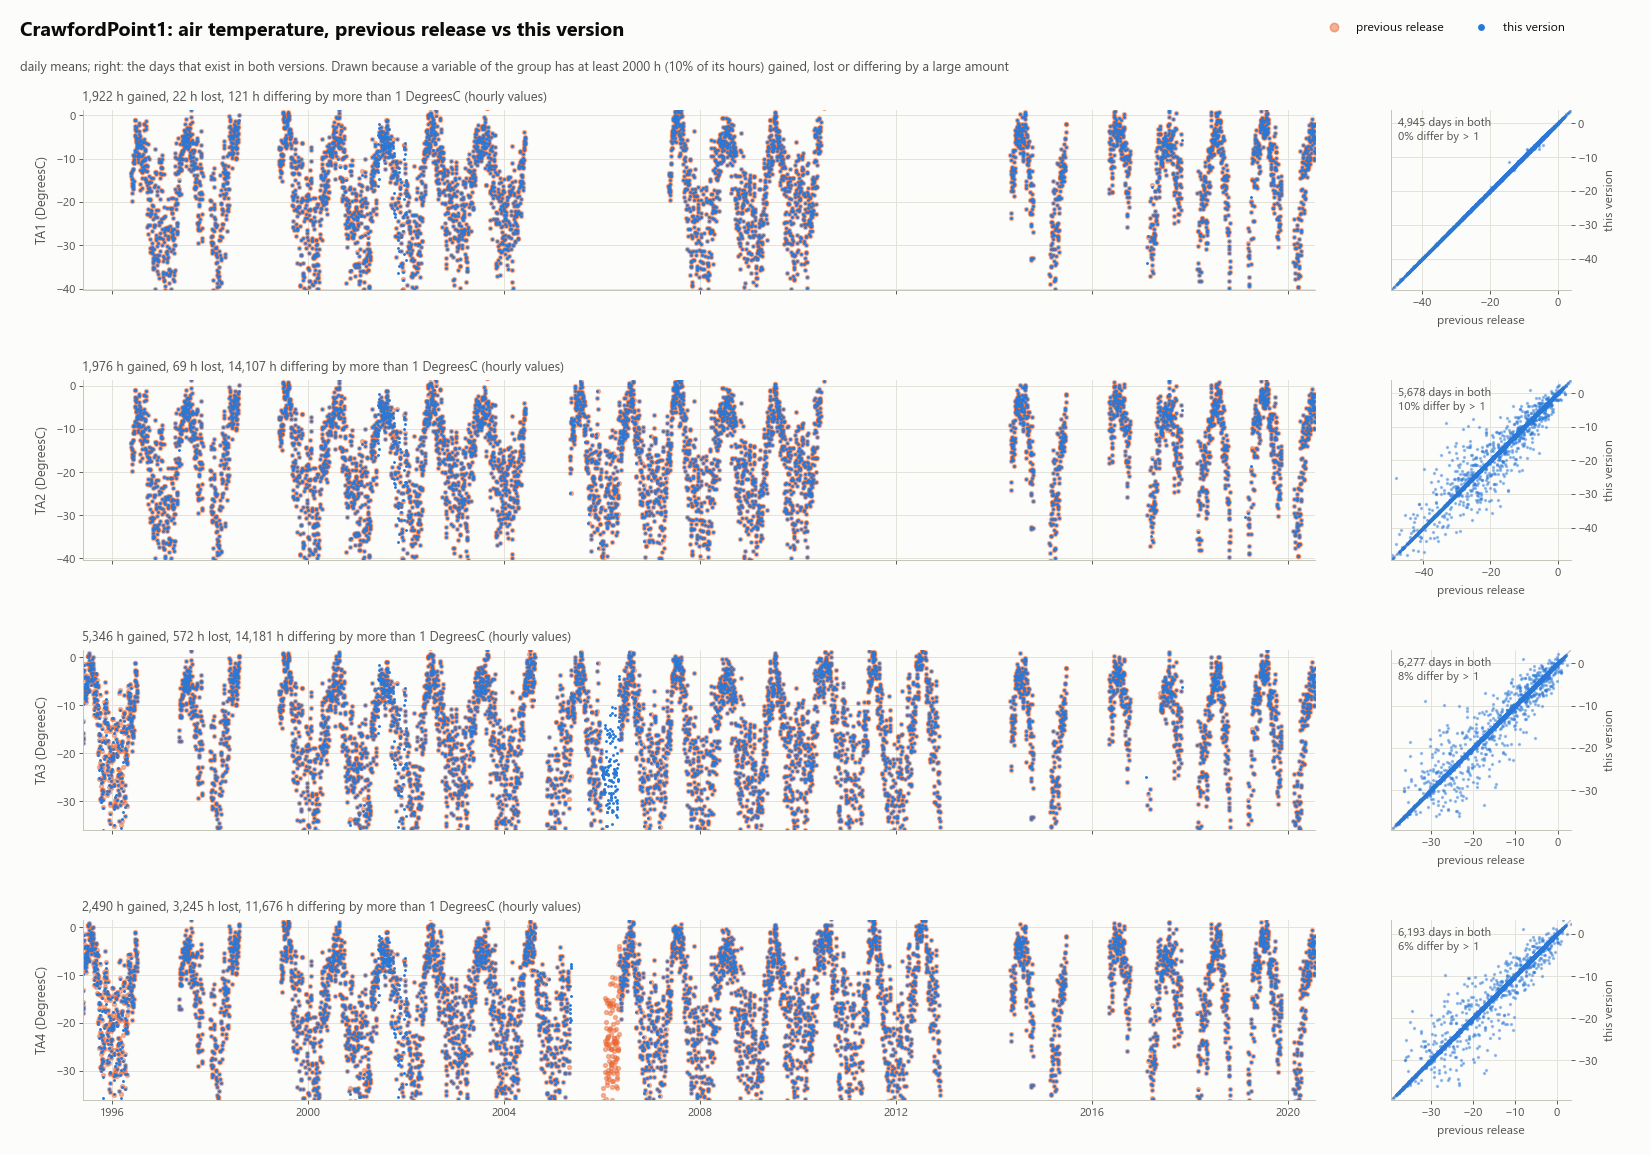 CrawfordPoint1: air temperature, previous release vs this version
previous release
this version
daily means; right: the days that exist in both versions. Drawn because a variable of the group has at least 2000 h (10% of its hours) gained, lost or differing by a large amount
1,922 h gained, 22 h lost, 121 h differing by more than 1 DegreesC (hourly values)
TA1 (DegreesC)
0
−10
−20
−30
−40
4,945 days in both
0% differ by > 1
0
−10
−20
−30
−40
this version
−40
−20
0
previous release
1,976 h gained, 69 h lost, 14,107 h differing by more than 1 DegreesC (hourly values)
TA2 (DegreesC)
0
−10
−20
−30
−40
5,678 days in both
10% differ by > 1
0
−10
−20
−30
−40
this version
−40
−20
0
previous release
5,346 h gained, 572 h lost, 14,181 h differing by more than 1 DegreesC (hourly values)
TA3 (DegreesC)
0
−10
−20
−30
6,277 days in both
8% differ by > 1
0
−10
−20
−30
this version
−30
−20
−10
0
previous release
2,490 h gained, 3,245 h lost, 11,676 h differing by more than 1 DegreesC (hourly values)
TA4 (DegreesC)
0
−10
−20
−30
1996
2000
2004
2008
2012
2016
2020
6,193 days in both
6% differ by > 1
0
−10
−20
−30
this version
−30
−20
−10
0
previous release